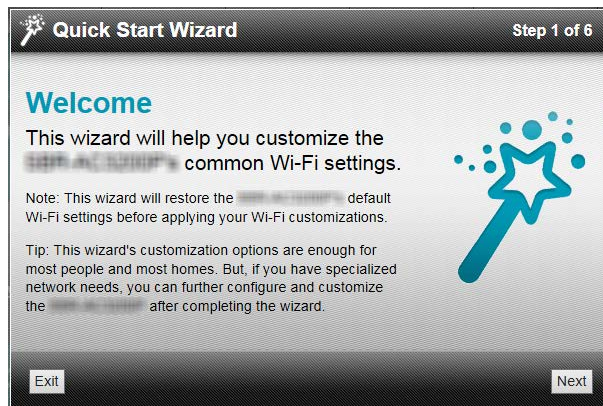 Quick Start Wizard
Step 1 of 6
Welcome
This wizard will help you customize the
common Wi-Fi settings.
Note: This wizard will restore the default
Wi-Fi settings before applying your Wi-Fi customizations.
Tip: This wizard's customization options are enough for
most people and most homes. But, if you have specialized
network needs, you can further configure and customize
the after completing the wizard.
Exit
Next